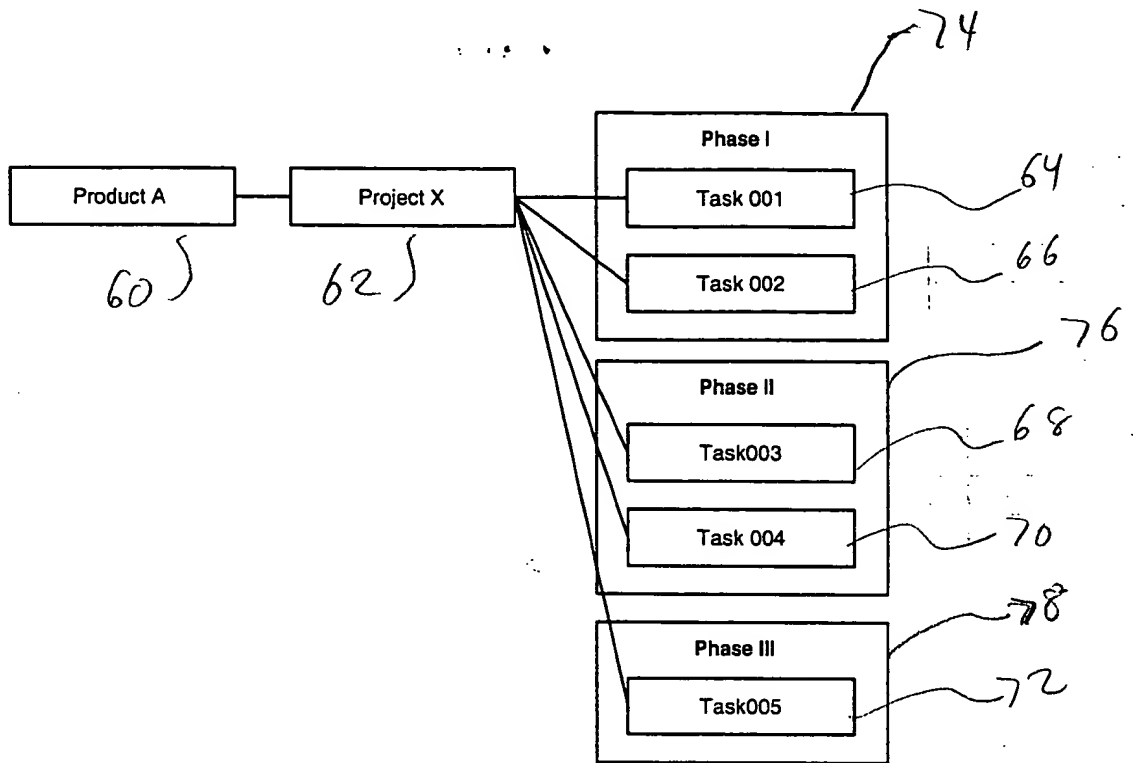 74
Phase I
Product A
Project X
Task 001
64
60
62
Task 002
66
76
Phase II
Task003
68
Task 004
70
78
Phase III
Task005
72